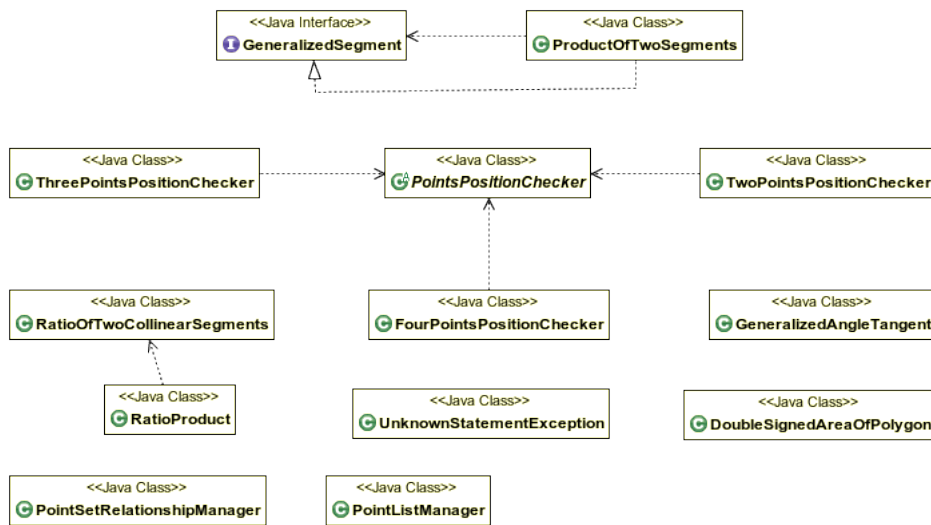 <<Java Interface>>
I GeneralizedSegment
<<Java Class>>
C ProductOfTwoSegments
<<Java Class>>
C ThreePointsPositionChecker
<<Java Class>>
C A PointsPositionChecker
<<Java Class>>
C TwoPointsPositionChecker
<<Java Class>>
C RatioOfTwoCollinearSegments
<<Java Class>>
C FourPointsPositionChecker
<<Java Class>>
C GeneralizedAngleTangent
<<Java Class>>
C RatioProduct
<<Java Class>>
C UnknownStatementException
<<Java Class>>
C DoubleSignedAreaOfPolygon
<<Java Class>>
C PointSetRelationshipManager
<<Java Class>>
C PointListManager